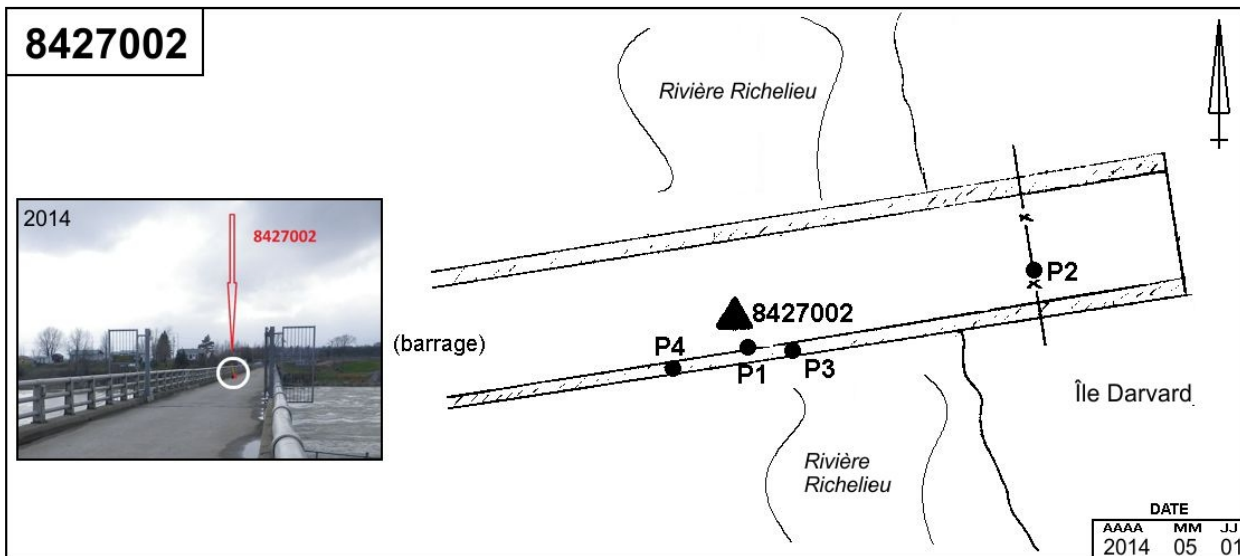 8427002
Rivière Richelieu
2014
8427002
(barrage)
P2
8427002
P4
P1
P3
Île Darvard
Rivière
Richelieu
DATE
AAAA MM JJ
2014 05 01